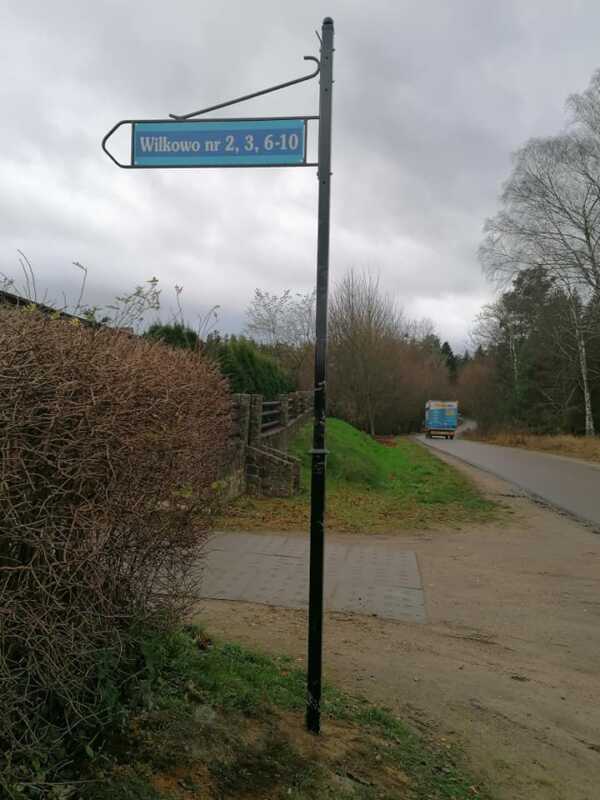 Wilkowo nr 2, 3, 6-10